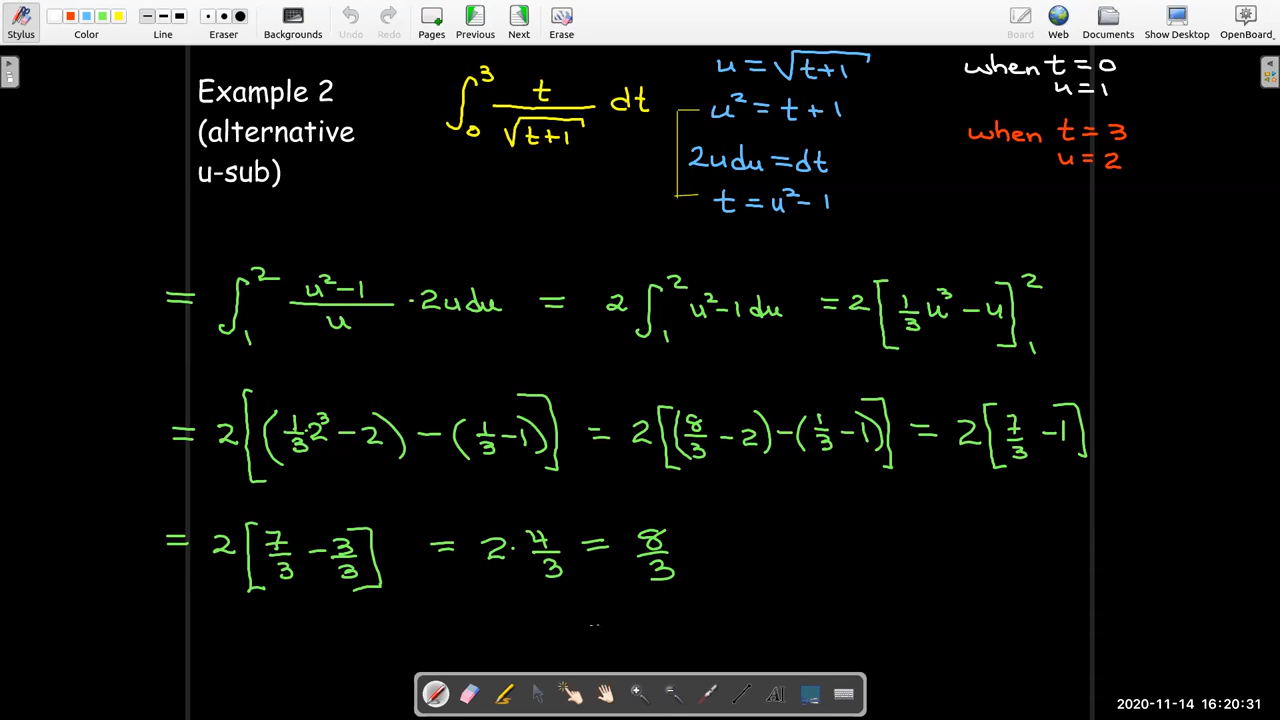 Stylus Color Line Eraser Backgrounds Undo Redo Pages Previous Next Erase Board Web Documents Show Desktop OpenBoard
Example 2
(alternative
u-sub)
∫₀³ t/√(t+1) dt
u = √(t+1)
u² = t + 1
2u du = dt
t = u² - 1
when t = 0
u = 1
when t = 3
u = 2
= ∫₁² (u²-1)/u · 2u du = 2 ∫₁² u²-1 du = 2 [1/3 u³ - u]₁²
= 2[(1/3·2³ - 2) - (1/3 - 1)] = 2[(8/3 - 2) - (1/3 - 1)] = 2[7/3 - 1]
= 2[7/3 - 3/3] = 2 · 4/3 = 8/3
2020-11-14 16:20:31